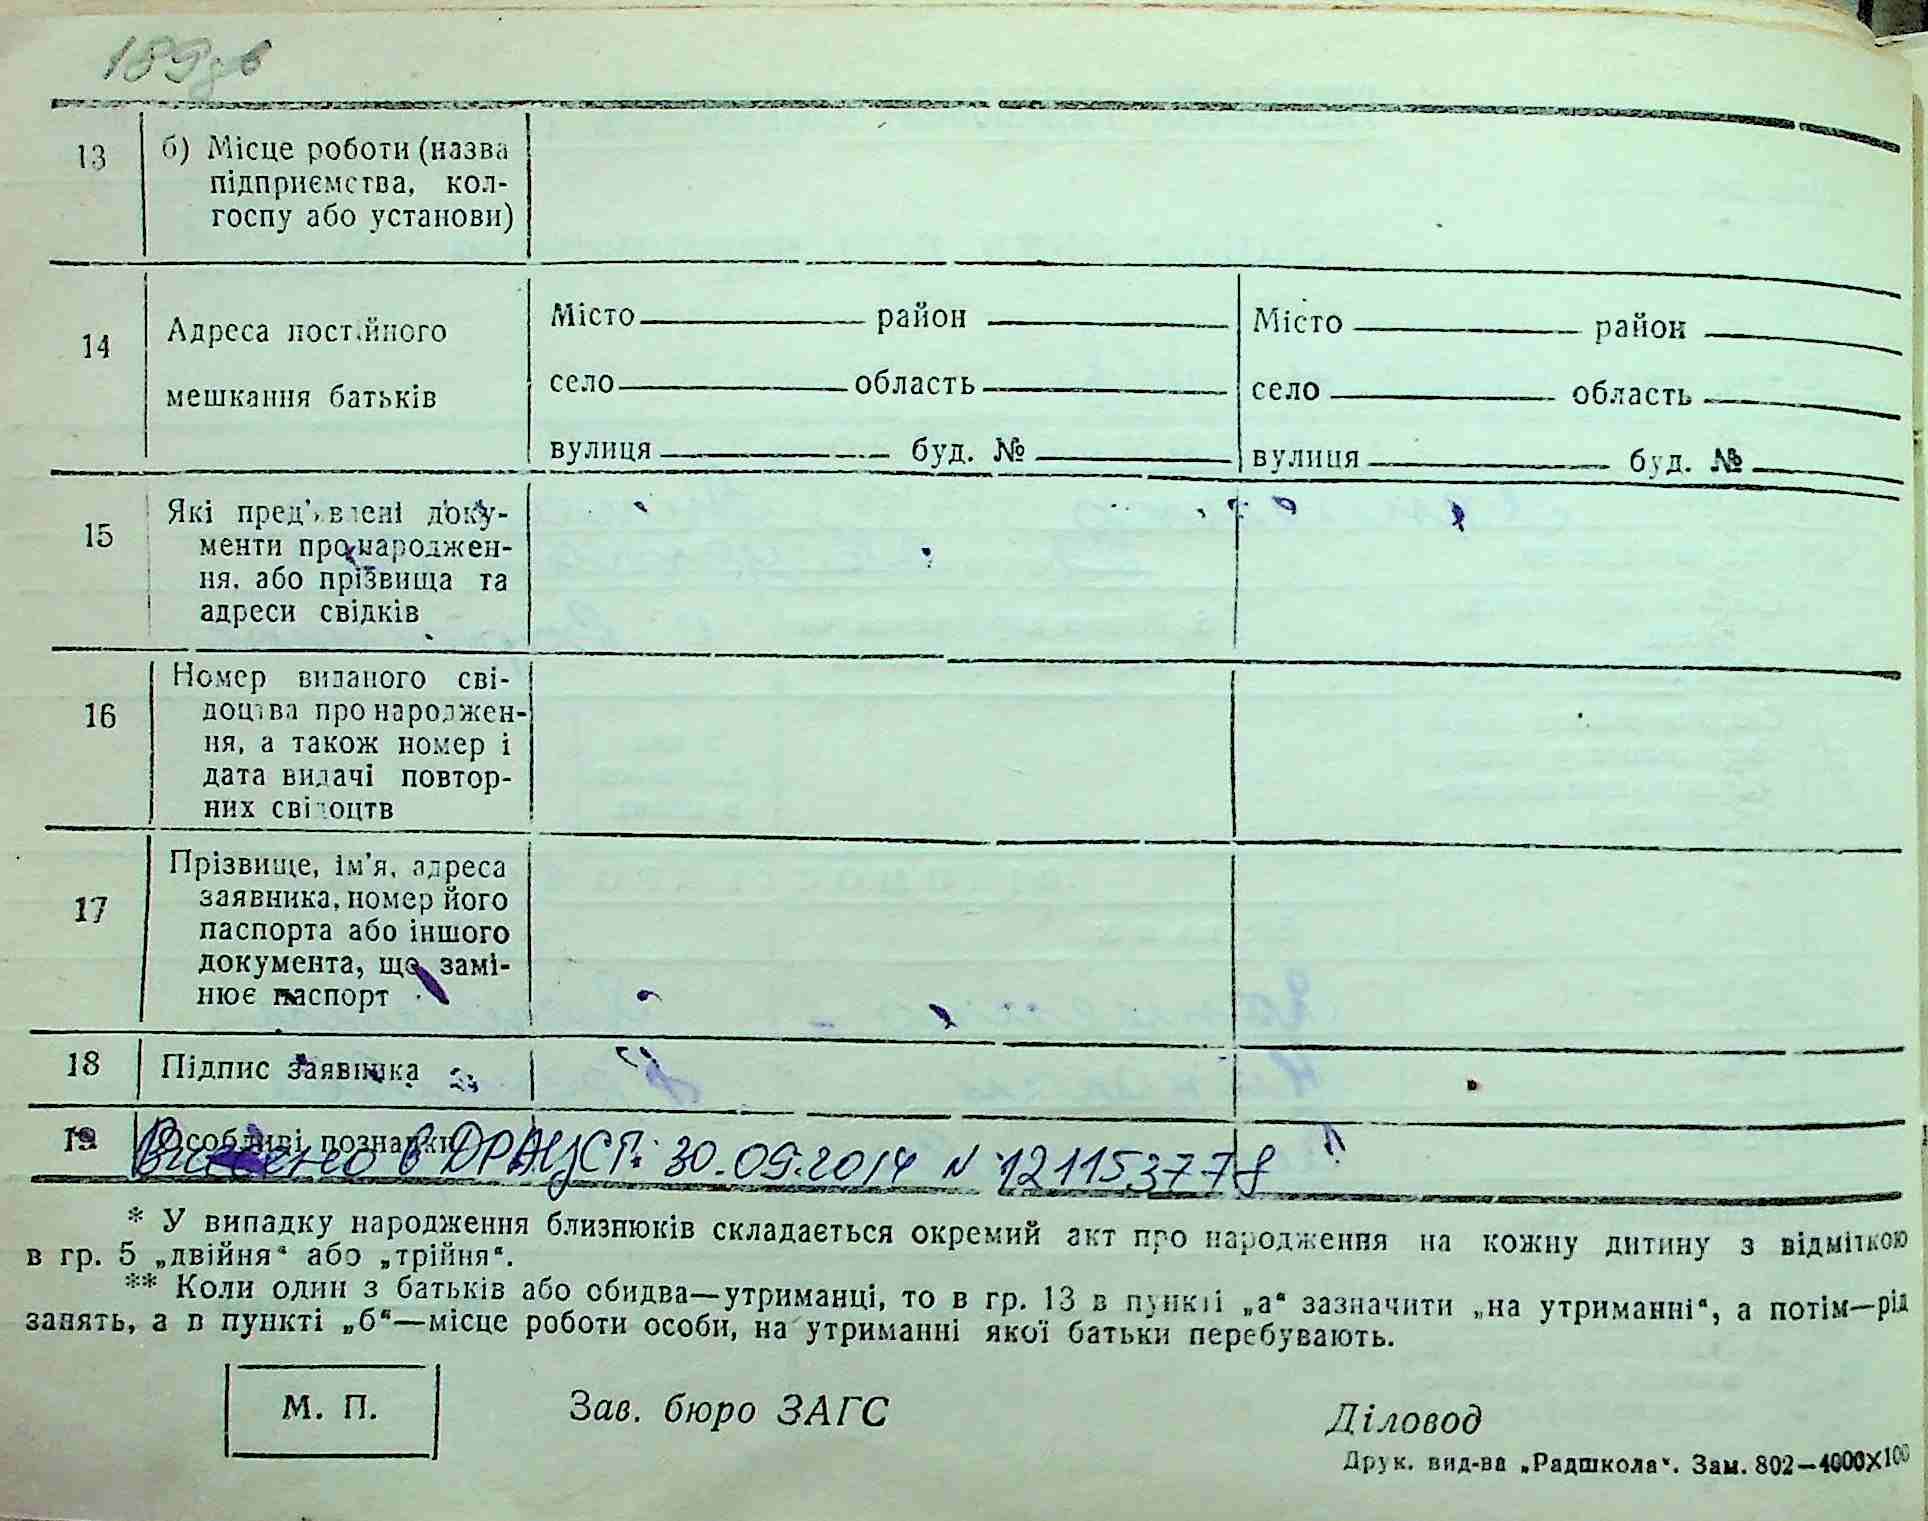 189зв
13 б) Місце роботи (назва
підприємства, кол-
госпу або установи)
14 Адреса постійного
мешкання батьків
Місто район Місто район
село область село область
вулиця буд. № вулиця буд. №
15 Які пред'явлені доку-
менти про народжен-
ня, або прізвища та
адреси свідків
16 Номер виданого сві-
доцтва про народжен-
ня, а також номер і
дата видачі повтор-
них свідоцтв
17 Прізвище, ім'я, адреса
заявника, номер його
паспорта або іншого
документа, що замі-
нює паспорт
18 Підпис заявника
19 Особливі познавки
Внесено в ДРАЦСГ: 30.09.2014 N 121153778
* У випадку народження близнюків складається окремий акт про народження на кожну дитину з відміткою
в гр. 5 „двійня“ або „трійня“.
** Коли один з батьків або обидва—утриманці, то в гр. 13 в пункті „а“ зазначити „на утриманні“, а потім—рід
занять, а в пункті „б“—місце роботи особи, на утриманні якої батьки перебувають.
М. П. Зав. бюро ЗАГС Діловод
Друк. вид-ва „Радшкола“. Зам. 802—4000X100